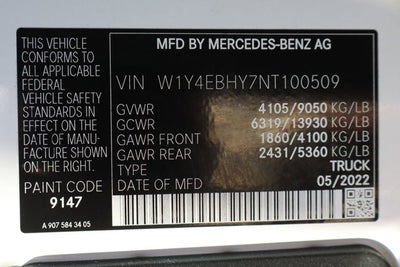 THIS VEHICLE
CONFORMS TO
ALL APPLICABLE
FEDERAL
VEHICLE SAFETY
STANDARDS IN
EFFECT ON THE
DATE OF MANU-
FACTURE SHOWN
ON THE RIGHT.
PAINT CODE
9147
A 907 584 34 05
MFD BY MERCEDES-BENZ AG
VIN W1Y4EBHY7NT100509
GVWR 4105/9050 KG/LB
GCWR 6319/13930 KG/LB
GAWR FRONT 1860/4100 KG/LB
GAWR REAR 2431/5360 KG/LB
TYPE TRUCK
DATE OF MFD 05/2022